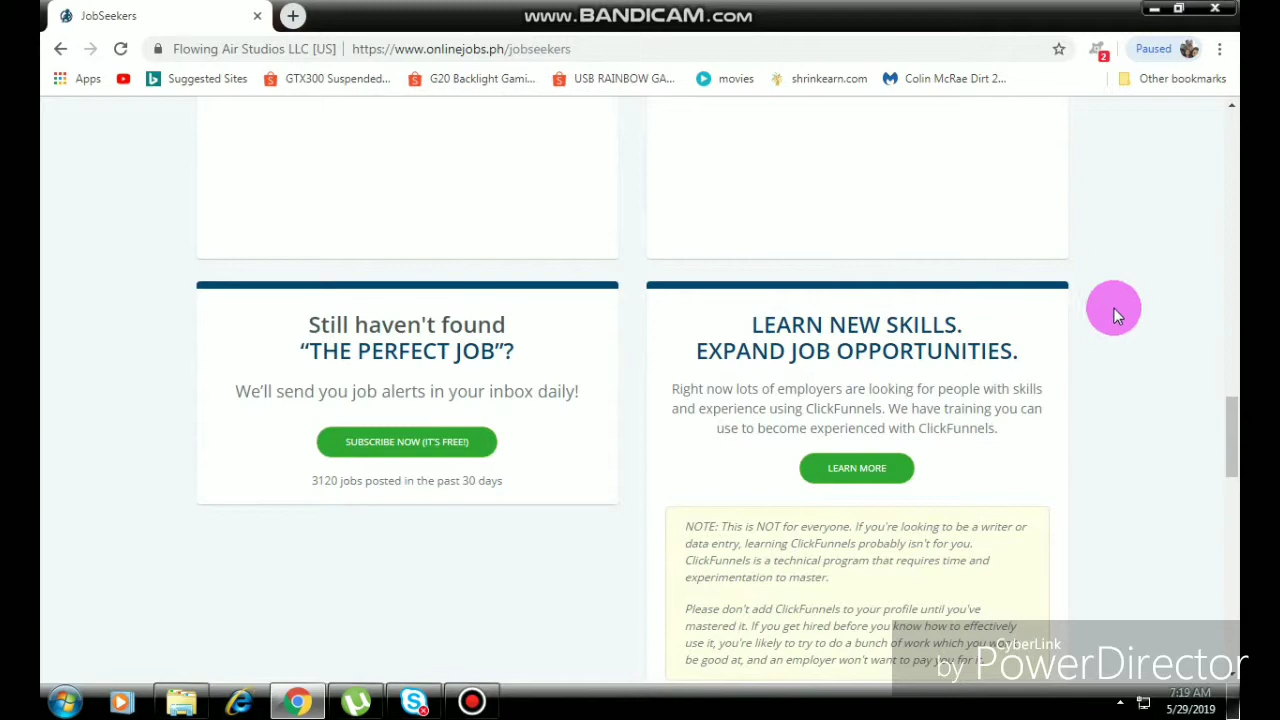 JobSeekers
www.BANDICAM.com
Flowing Air Studios LLC [US] | https://www.onlinejobs.ph/jobseekers
Paused
2
Apps
Suggested Sites
GTX300 Suspended...
G20 Backlight Gami...
USB RAINBOW GA...
movies
shrinkearn.com
Colin McRae Dirt 2...
Other bookmarks
Still haven't found
“THE PERFECT JOB”?
We’ll send you job alerts in your inbox daily!
SUBSCRIBE NOW (IT'S FREE!)
3120 jobs posted in the past 30 days
LEARN NEW SKILLS.
EXPAND JOB OPPORTUNITIES.
Right now lots of employers are looking for people with skills
and experience using ClickFunnels. We have training you can
use to become experienced with ClickFunnels.
LEARN MORE
NOTE: This is NOT for everyone. If you're looking to be a writer or
data entry, learning ClickFunnels probably isn't for you.
ClickFunnels is a technical program that requires time and
experimentation to master.
Please don't add ClickFunnels to your profile until you've
mastered it. If you get hired before you know how to effectively
use it, you're likely to try to do a bunch of work which you
be good at, and an employer won't want to pay you for it.
CyberLink
by PowerDirector
7:19 AM
5/29/2019